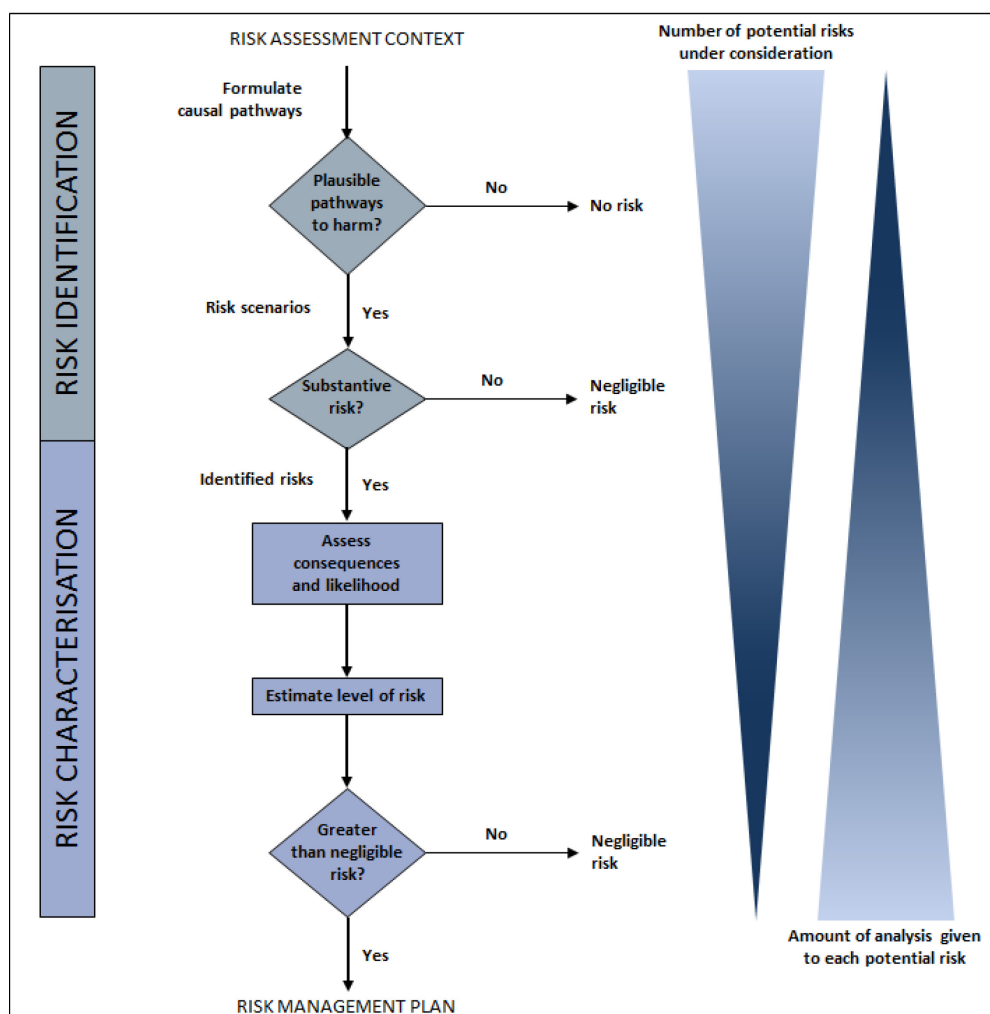 RISK ASSESSMENT CONTEXT
Number of potential risks
under consideration
RISK IDENTIFICATION
Formulate
causal pathways
Plausible
pathways
to harm?
No
No risk
Risk scenarios
Yes
Substantive
risk?
No
Negligible
risk
RISK CHARACTERISATION
Identified risks
Yes
Assess
consequences
and likelihood
Estimate level of risk
Greater
than negligible
risk?
No
Negligible
risk
Yes
Amount of analysis given
to each potential risk
RISK MANAGEMENT PLAN